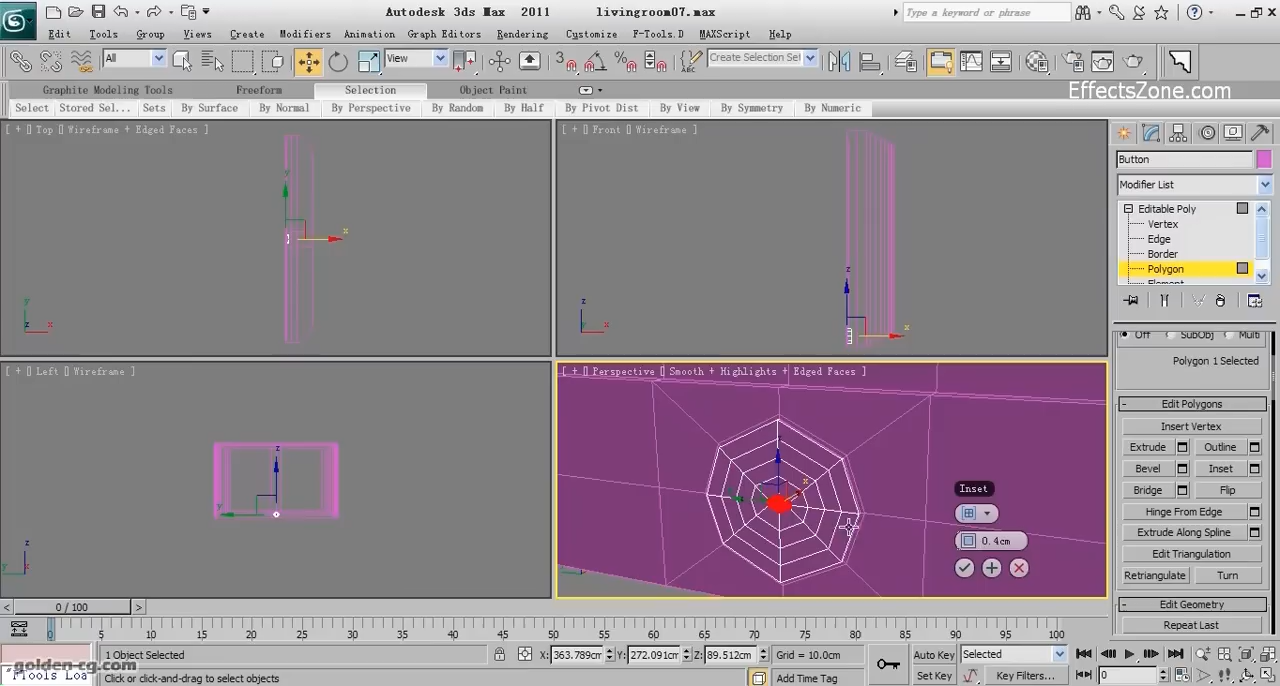 Autodesk 3ds Max 2011 livingroom07.max
Type a keyword or phrase
Edit Tools Group Views Create Modifiers Animation Graph Editors Rendering Customize F-Tools.D MAXScript Help
All View Create Selection Set
Graphite Modeling Tools Freeform Selection Object Paint
EffectsZone.com
Select Stored Sel... Sets By Surface By Normal By Perspective By Random By Half By Pivot Dist By View By Symmetry By Numeric
[ + [] Top [] Wireframe + Edged Faces ]
[ + [] Front [] Wireframe ]
Button
Modifier List
Editable Poly
Vertex
Edge
Border
Polygon
Element
Off SubObj Multi
Polygon 1 Selected
[ + [] Left [] Wireframe ]
[ + [] Perspective [] Smooth + Highlights + Edged Faces ]
Edit Polygons
Insert Vertex
Extrude Outline
Bevel Inset
Bridge Flip
Hinge From Edge
Extrude Along Spline
Edit Triangulation
Retriangulate Turn
Edit Geometry
Repeat Last
Inset
0.4cm
< 0 / 100 >
0 5 10 15 20 25 30 35 40 45 50 55 60 65 70 75 80 85 90 95 100
1 Object Selected X: 363.789cm Y: 272.091cm Z: 89.512cm Grid = 10.0cm Auto Key Selected
golden-cg.com
FTools Loa Click or click-and-drag to select objects Add Time Tag Set Key Key Filters... 0